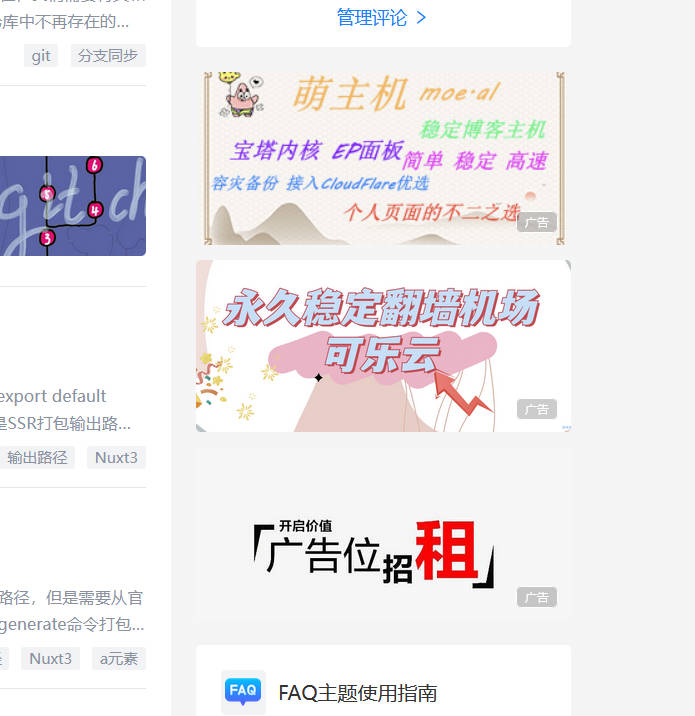 库中不再存在的...
git 分支同步
git ch
6
5
4
3
export default
是SSR打包输出路...
输出路径 Nuxt3
路径，但是需要从官
generate命令打包...
Nuxt3 a元素
管理评论 >
萌主机 moe·al
稳定博客主机
宝塔内核 EP面板
简单 稳定 高速
容灾备份 接入CloudFlare优选
个人页面的不二之选
广告
永久稳定翻墙机场
可乐云
广告
开启价值
广告位招租
广告
FAQ
FAQ主题使用指南